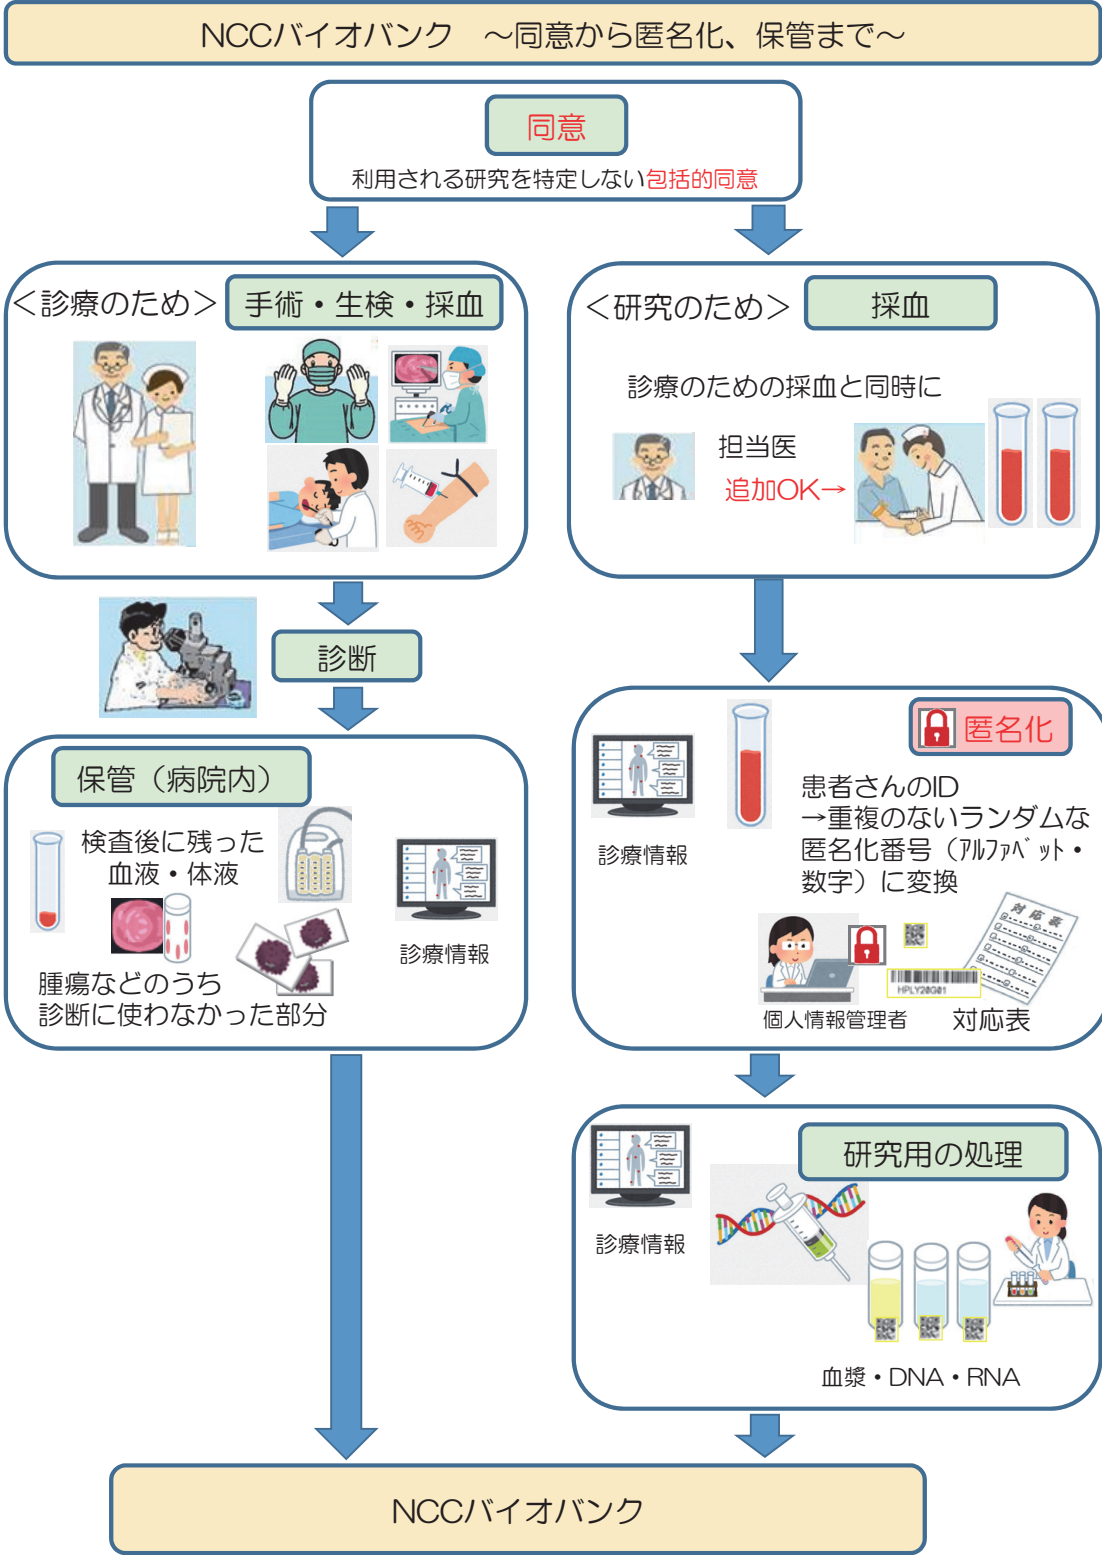 NCCバイオバンク　～同意から匿名化、保管まで～
同意
利用される研究を特定しない包括的同意
＜診療のため＞
手術・生検・採血
＜研究のため＞
採血
診療のための採血と同時に
担当医
追加OK→
診断
保管（病院内）
検査後に残った
血液・体液
診療情報
腫瘍などのうち
診断に使わなかった部分
匿名化
診療情報
患者さんのID
→重複のないランダムな
匿名化番号（ｱﾙﾌｧﾍﾞｯﾄ・
数字）に変換
対応表
HPLY20G01
個人情報管理者
対応表
研究用の処理
診療情報
血漿・DNA・RNA
NCCバイオバンク